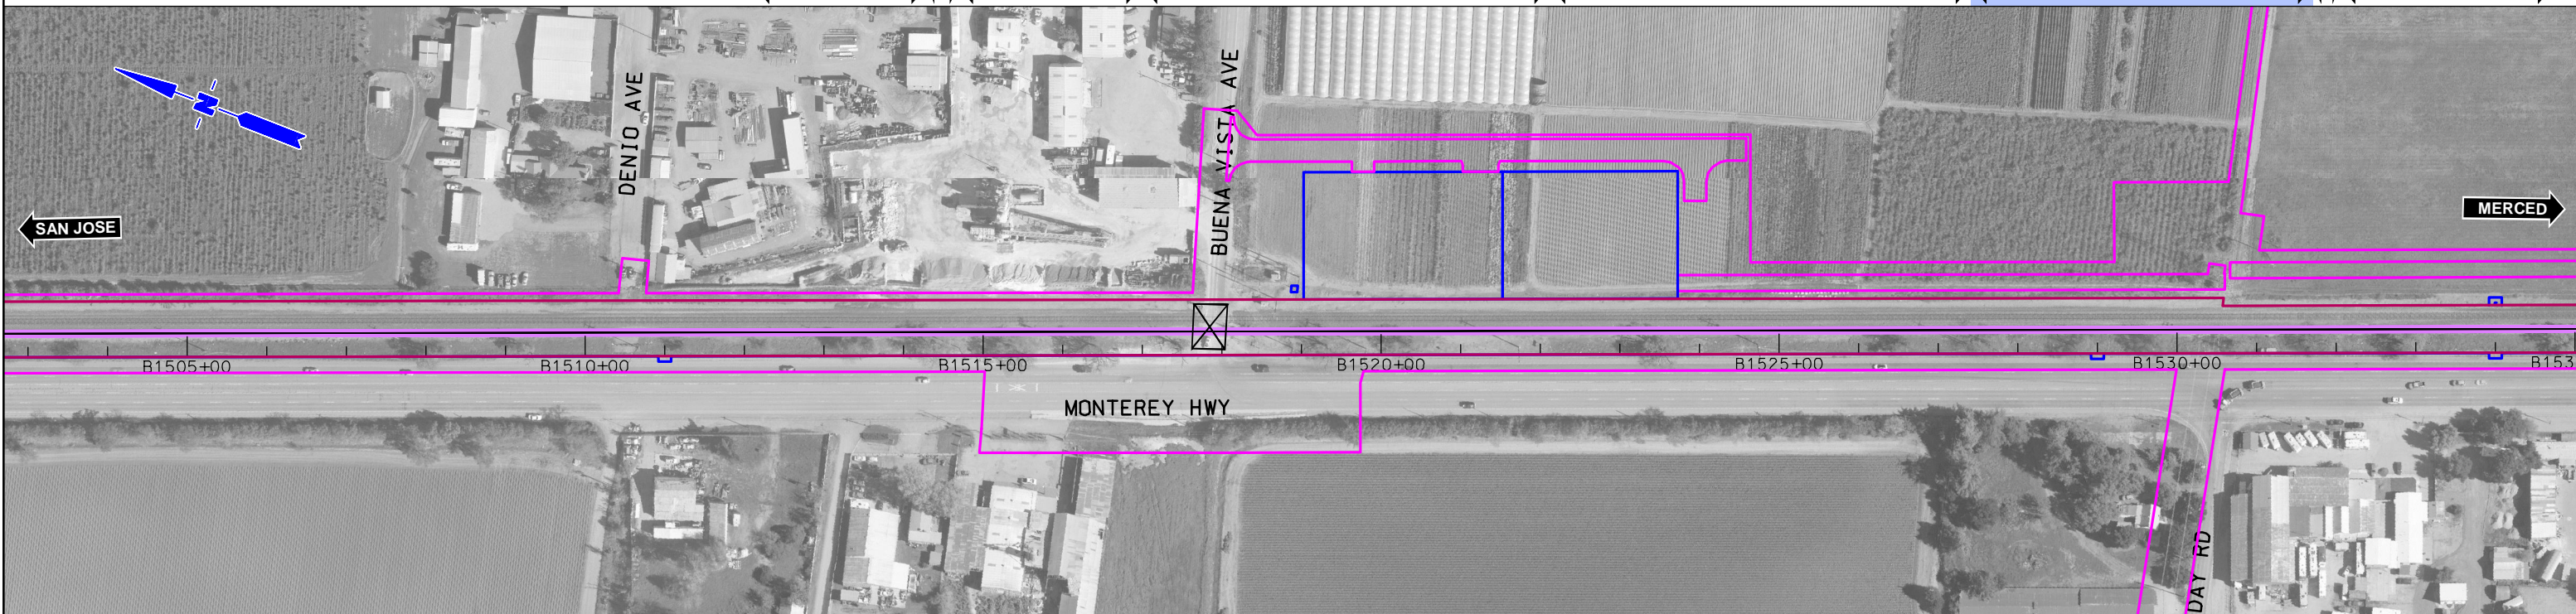 DENIO AVE
BUENA VISTA AVE
N
SAN JOSE
MERCED
B1505+00
B1510+00
B1515+00
B1520+00
B1525+00
B1530+00
B153
MONTEREY HWY
DAY RD